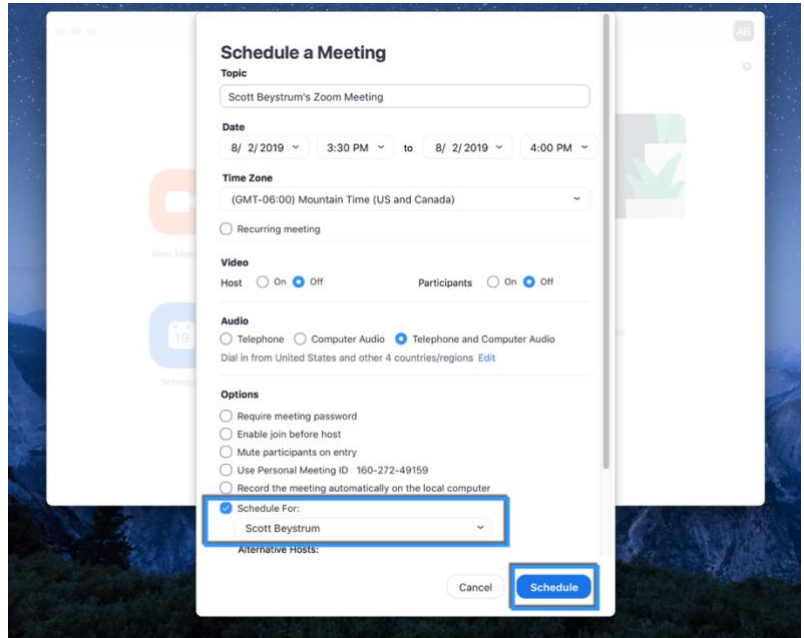 AB
Schedule a Meeting
Topic
Scott Beystrum's Zoom Meeting
Date
8/ 2/2019 3:30 PM to 8/ 2/2019 4:00 PM
Time Zone
(GMT-06:00) Mountain Time (US and Canada)
Recurring meeting
New Mee
Video
Host On Off Participants On Off
Audio
19
Telephone Computer Audio Telephone and Computer Audio
Dial in from United States and other 4 countries/regions Edit
Schedu
Options
Require meeting password
Enable join before host
Mute participants on entry
Use Personal Meeting ID 160-272-49159
Record the meeting automatically on the local computer
Schedule For:
Scott Beystrum
Alternative Hosts:
Cancel Schedule